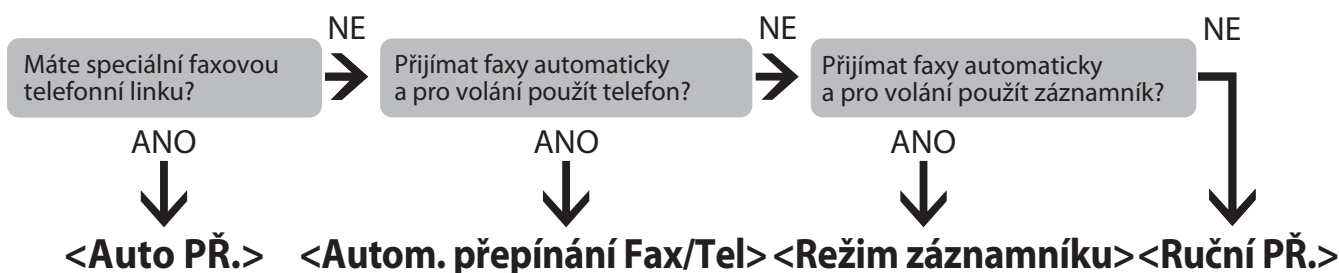 NE
NE
NE
Máte speciální faxovou
telefonní linku?
Přijímat faxy automaticky
a pro volání použít telefon?
Přijímat faxy automaticky
a pro volání použít záznamník?
ANO
ANO
ANO
<Auto PŘ.>
<Autom. přepínání Fax/Tel>
<Režim záznamníku>
<Ruční PŘ.>